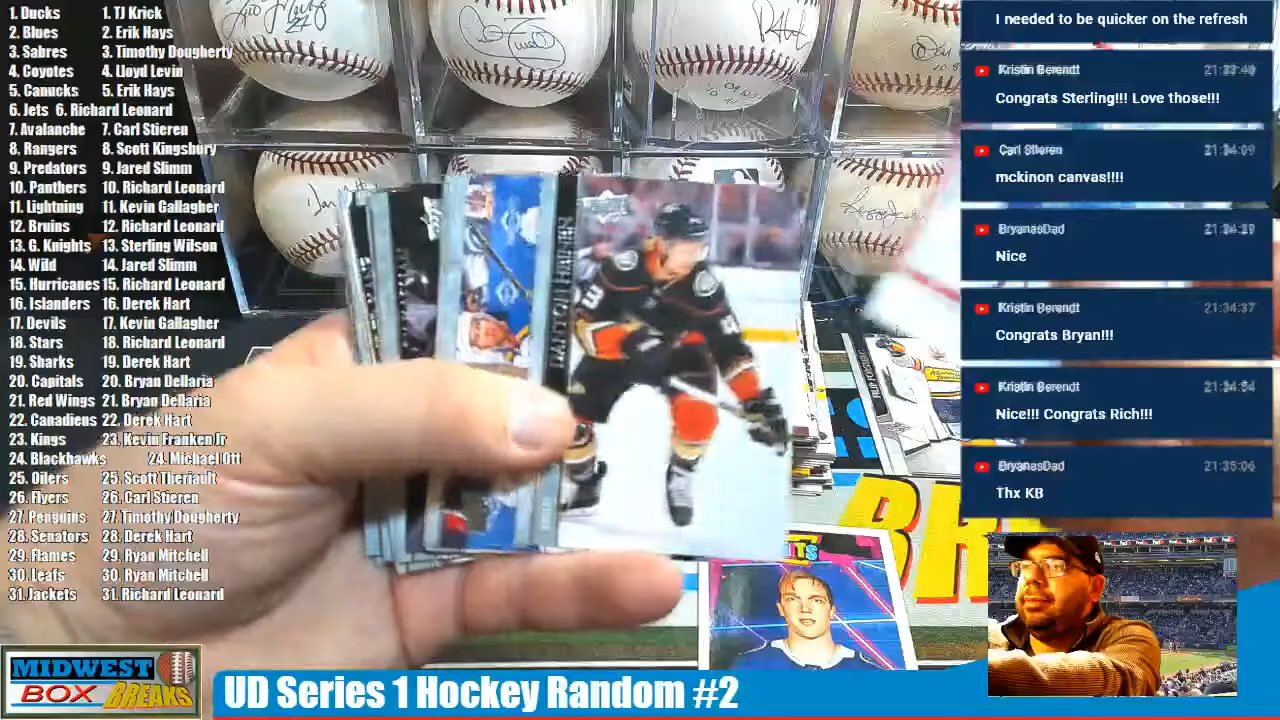 1. Ducks 1. TJ Krick
2. Blues 2. Erik Hays
3. Sabres 3. Timothy Dougherty
4. Coyotes 4. Lloyd Levin
5. Canucks 5. Erik Hays
6. Jets 6. Richard Leonard
7. Avalanche 7. Carl Stieren
8. Rangers 8. Scott Kingsbury
9. Predators 9. Jared Slimm
10. Panthers 10. Richard Leonard
11. Lightning 11. Kevin Gallagher
12. Bruins 12. Richard Leonard
13. G. Knights 13. Sterling Wilson
14. Wild 14. Jared Slimm
15. Hurricanes 15. Richard Leonard
16. Islanders 16. Derek Hart
17. Devils 17. Kevin Gallagher
18. Stars 18. Richard Leonard
19. Sharks 19. Derek Hart
20. Capitals 20. Bryan Dellaria
21. Red Wings 21. Bryan Dellaria
22. Canadiens 22. Derek Hart
23. Kings 23. Kevin Franken Jr
24. Blackhawks 24. Michael Ott
25. Oilers 25. Scott Theriault
26. Flyers 26. Carl Stieren
27. Penguins 27. Timothy Dougherty
28. Senators 28. Derek Hart
29. Flames 29. Ryan Mitchell
30. Leafs 30. Ryan Mitchell
31. Jackets 31. Richard Leonard
I needed to be quicker on the refresh
Kristin Berendt 21:33:40
Congrats Sterling!!! Love those!!!
Carl Stieren 21:34:09
mckinon canvas!!!!
BryanasDad 21:34:29
Nice
Kristin Berendt 21:34:37
Congrats Bryan!!!
Kristin Berendt 21:34:54
Nice!!! Congrats Rich!!!
BryanasDad 21:35:06
Thx KB
FILIP FORSBERG
MIDWEST
BOX BREAKS
UD Series 1 Hockey Random #2